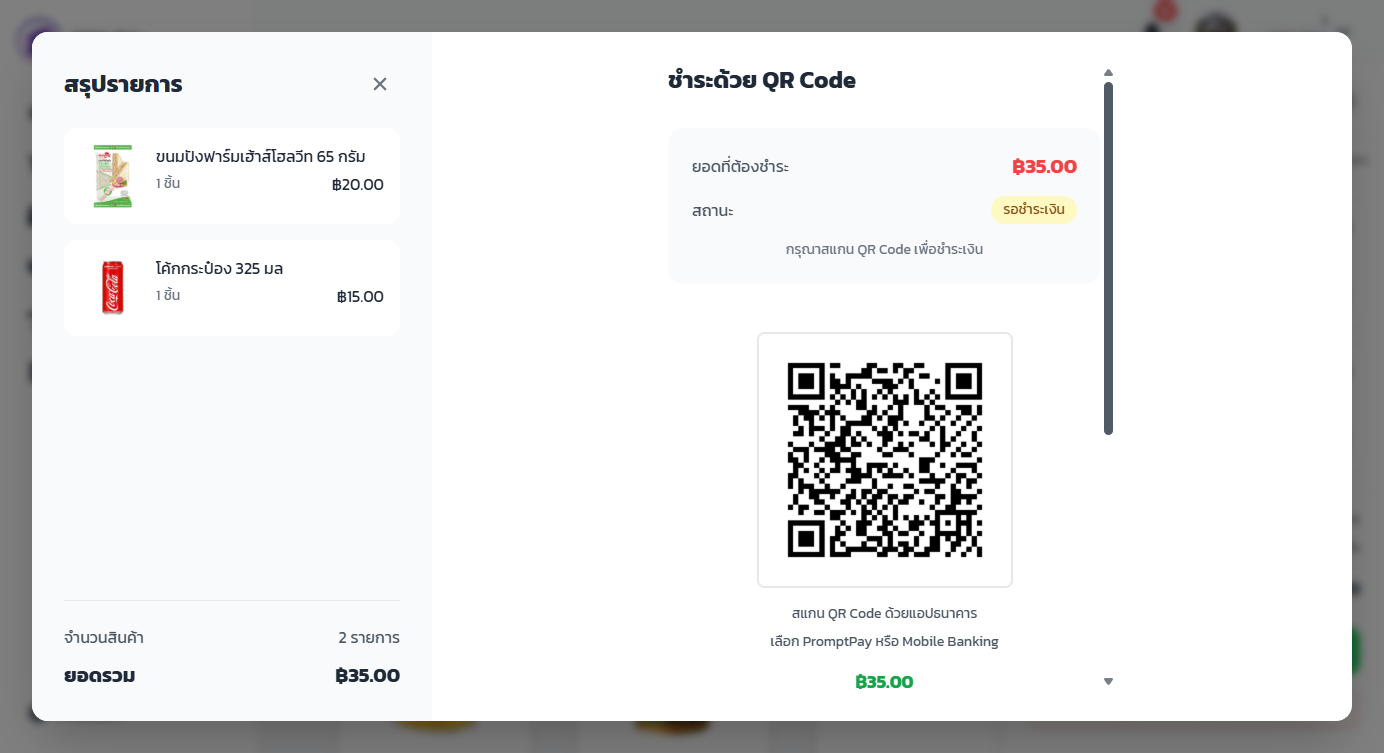 สรุปรายการ
ขนมปังฟาร์มเฮ้าส์โฮลวีท 65 กรัม
1 ชิ้น
฿20.00
โค้กกระป๋อง 325 มล
1 ชิ้น
฿15.00
จำนวนสินค้า
2 รายการ
ยอดรวม
฿35.00
ชำระด้วย QR Code
ยอดที่ต้องชำระ
฿35.00
สถานะ
รอชำระเงิน
กรุณาสแกน QR Code เพื่อชำระเงิน
สแกน QR Code ด้วยแอปธนาคาร
เลือก PromptPay หรือ Mobile Banking
฿35.00